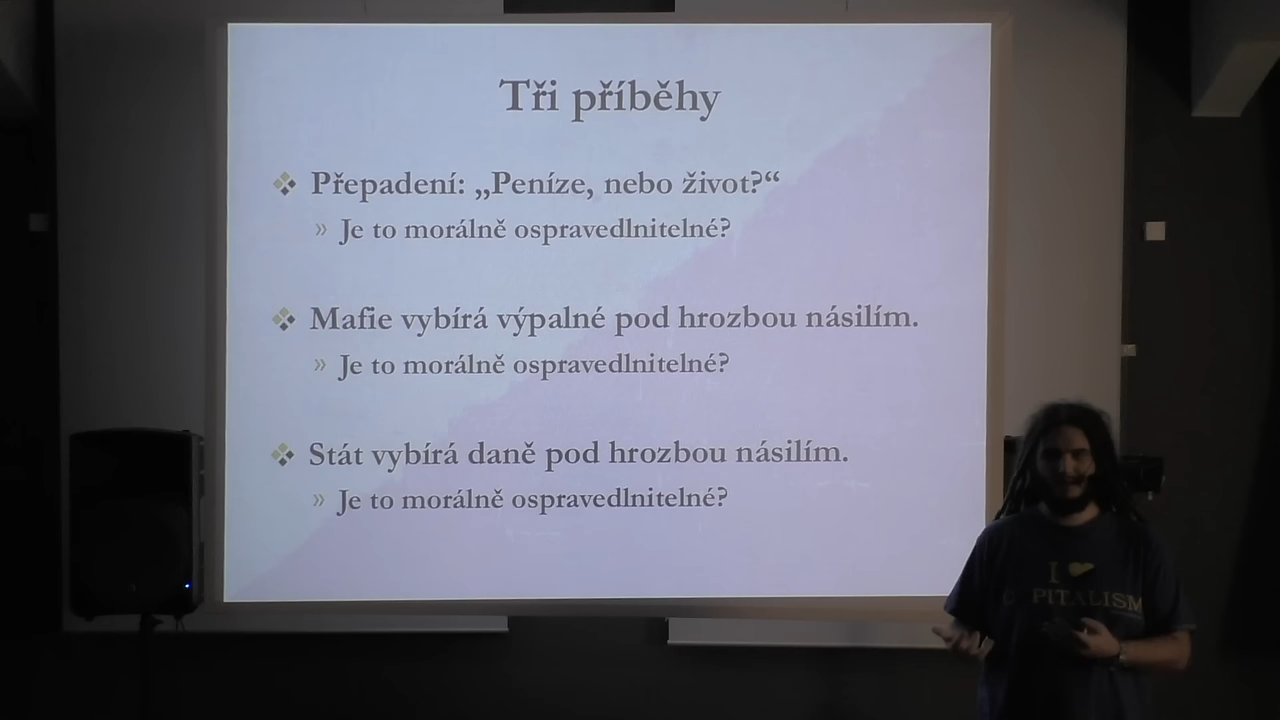 Tři příběhy
Přepadení: „Peníze, nebo život?“
» Je to morálně ospravedlnitelné?
Mafie vybírá výpalné pod hrozbou násilím.
» Je to morálně ospravedlnitelné?
Stát vybírá daně pod hrozbou násilím.
» Je to morálně ospravedlnitelné?
I
PITALISM